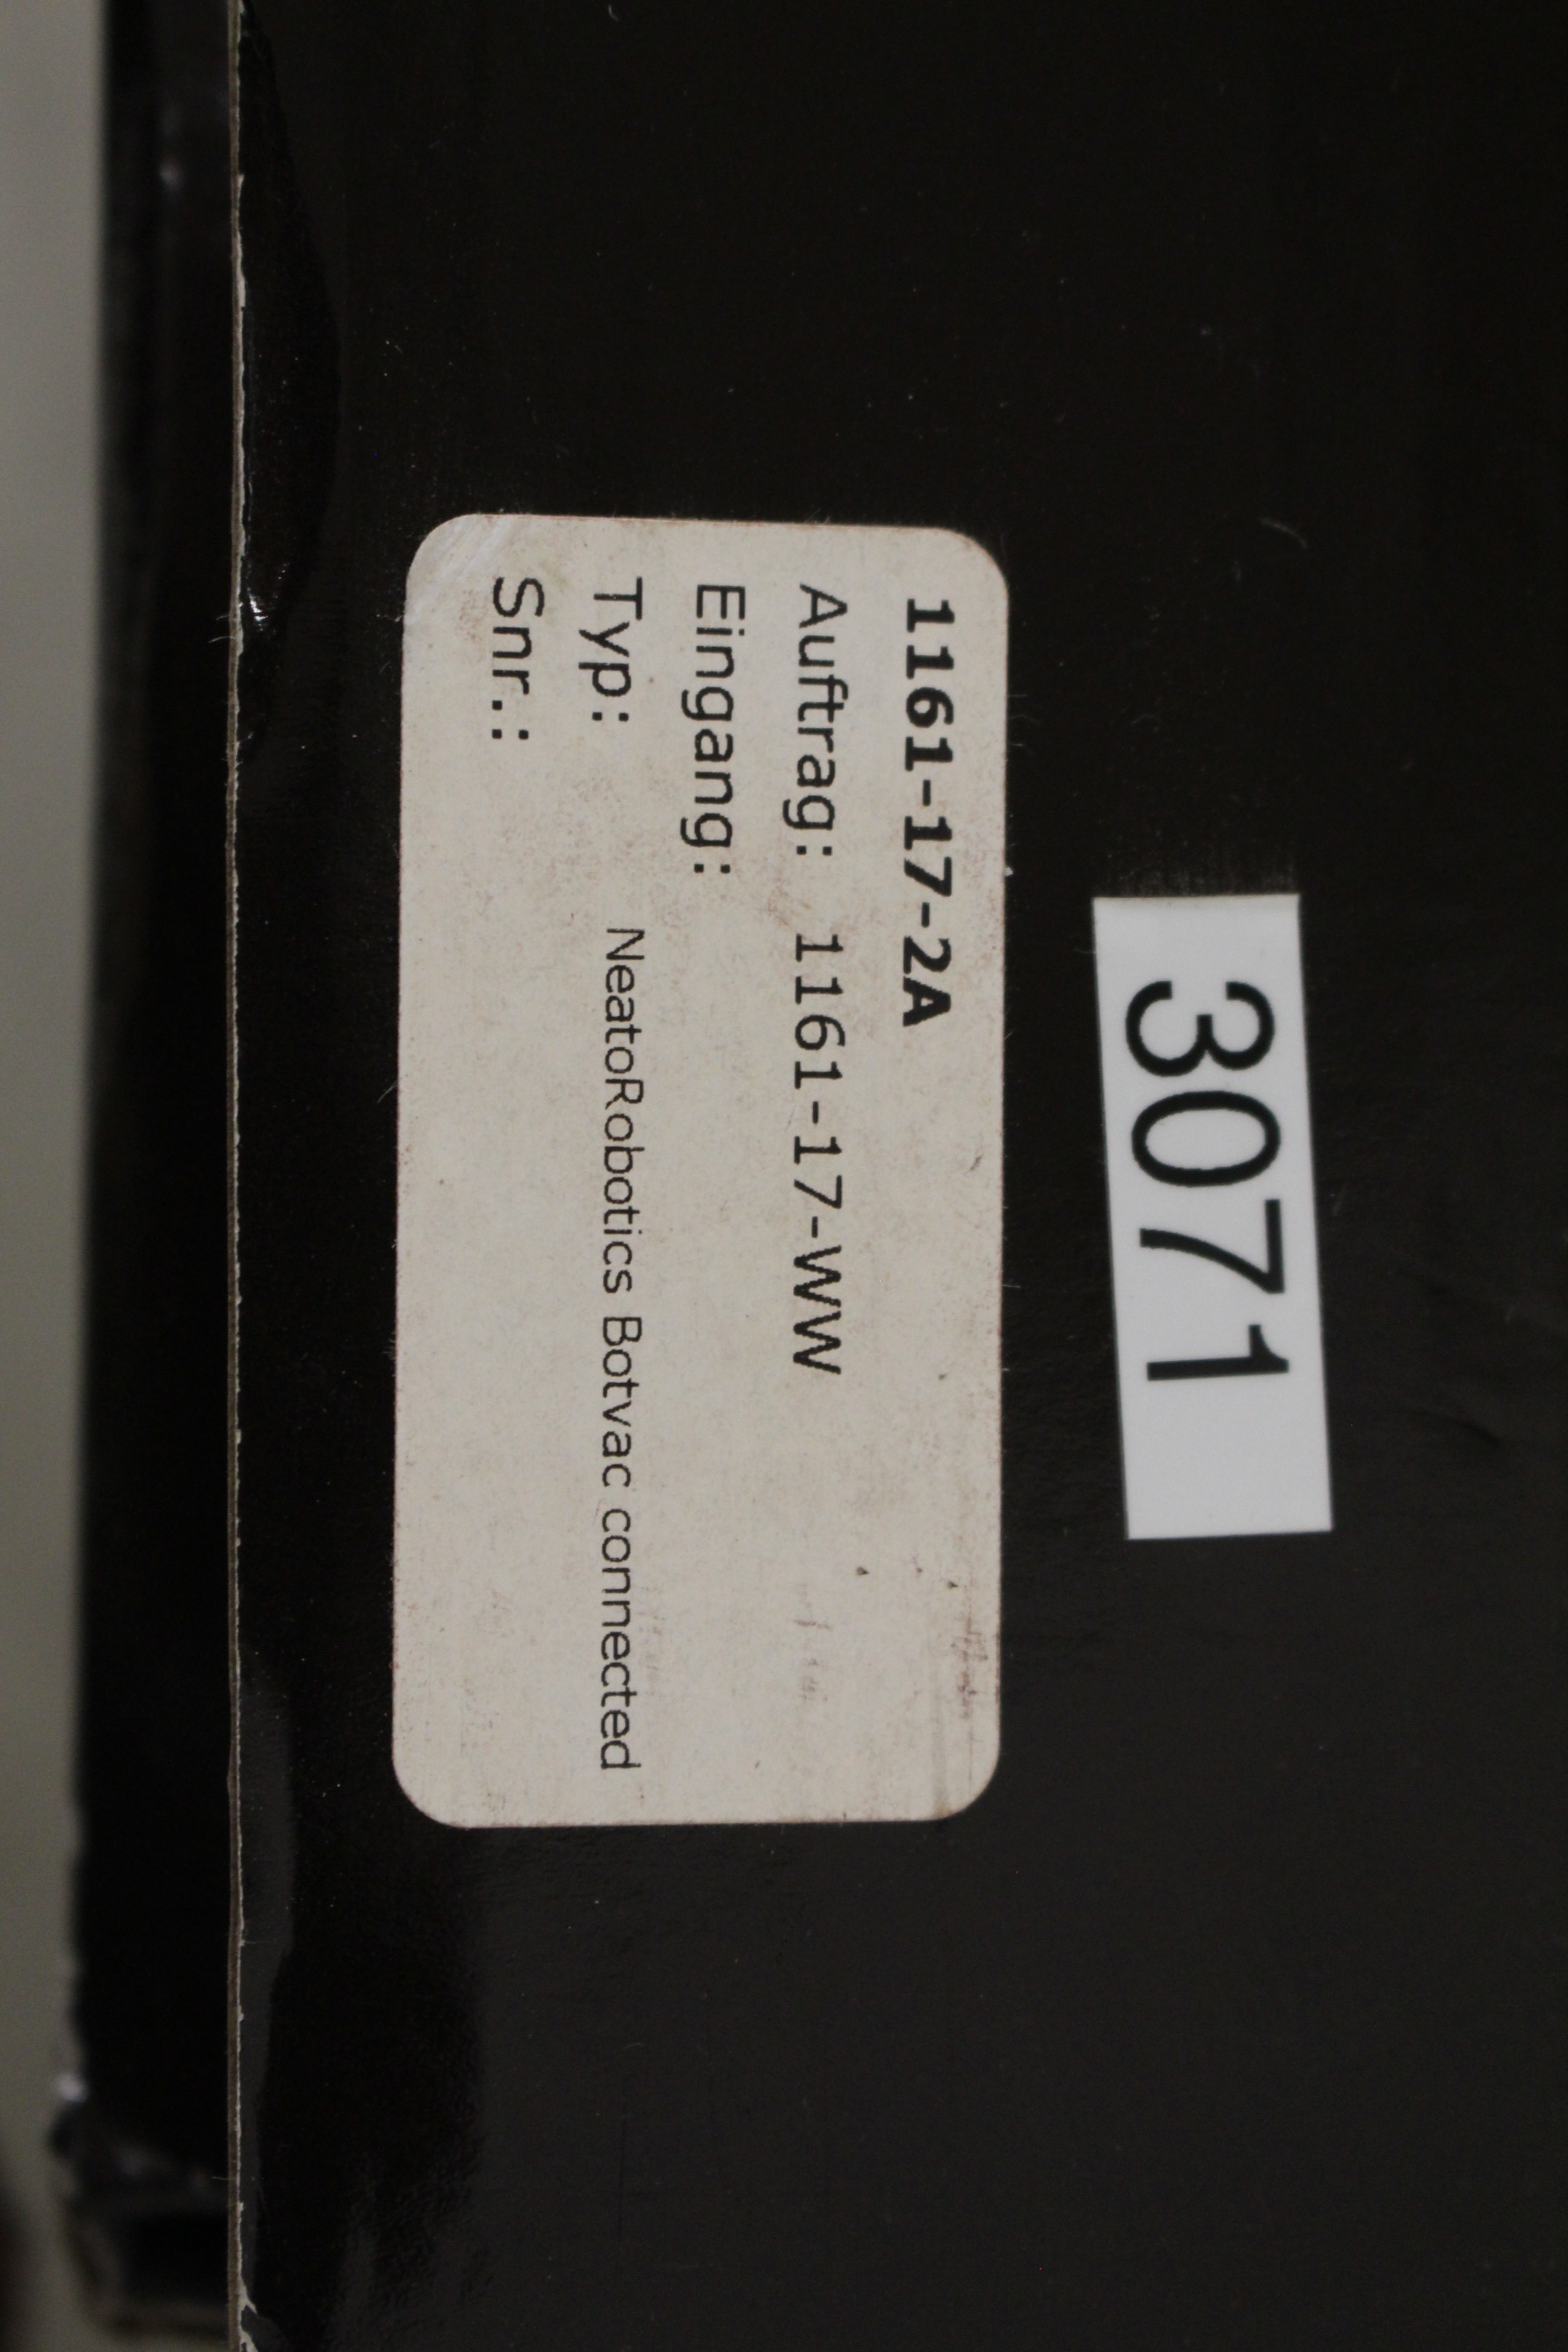 3071
1161-17-2A
Auftrag: 1161-17-WW
Eingang:
Typ: NeatoRobotics Botvac connected
Snr.: